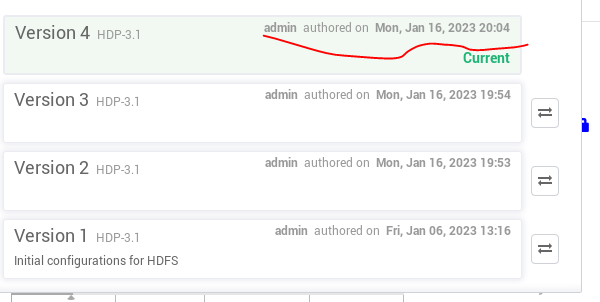 Version 4 HDP-3.1 admin authored on Mon, Jan 16, 2023 20:04
Current
Version 3 HDP-3.1 admin authored on Mon, Jan 16, 2023 19:54
Version 2 HDP-3.1 admin authored on Mon, Jan 16, 2023 19:53
Version 1 HDP-3.1 admin authored on Fri, Jan 06, 2023 13:16
Initial configurations for HDFS